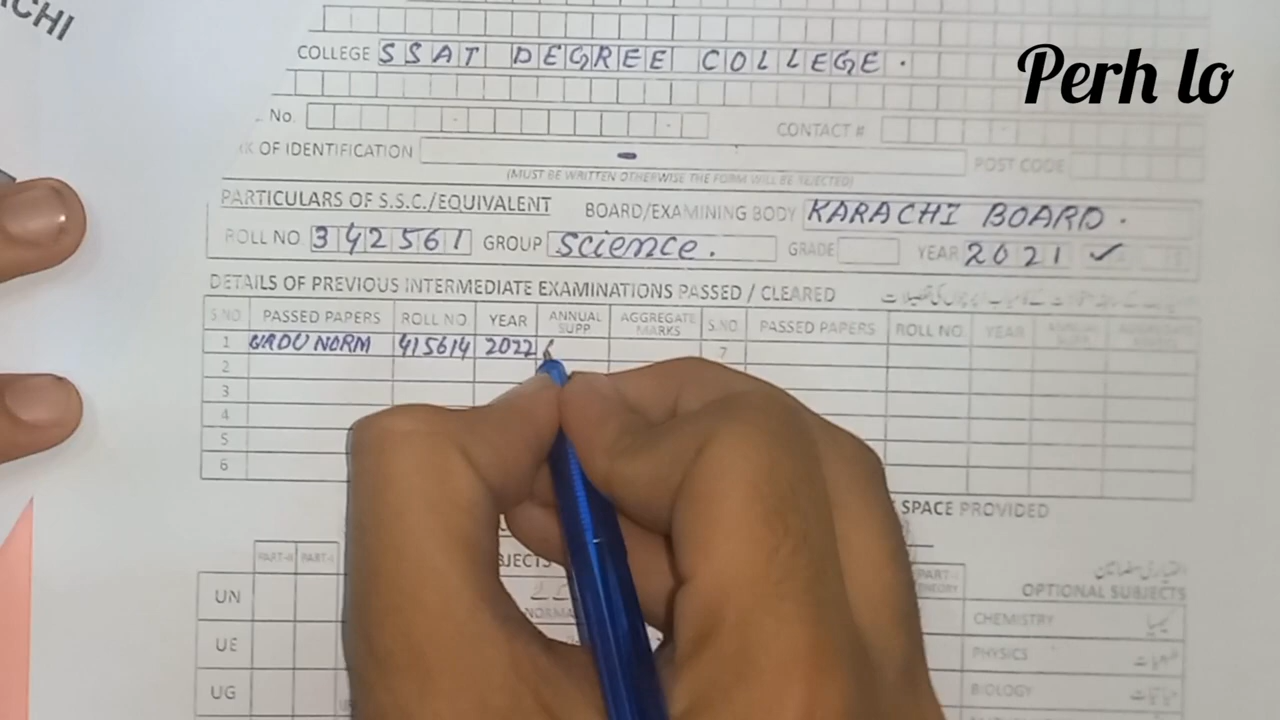 COLLEGE SSAT DEGREE COLLEGE.
Perh lo
No.
CONTACT #
OF IDENTIFICATION -
POST CODE
(MUST BE WRITTEN OTHERWISE THE FORM WILL BE REJECTED)
PARTICULARS OF S.S.C./EQUIVALENT BOARD/EXAMINING BODY KARACHI BOARD.
ROLL NO. 342561 GROUP science. GRADE YEAR 2021 ✓
DETAILS OF PREVIOUS INTERMEDIATE EXAMINATIONS PASSED / CLEARED
S.NO PASSED PAPERS ROLL NO YEAR ANNUAL SUPP AGGREGATE MARKS S.NO. PASSED PAPERS ROLL NO. YEAR
1 URDU NORM 415614 2022 7
2
3
4
5
6
SPACE PROVIDED
PART-II PART-I
OPTIONAL SUBJECTS
UN
NORMA
CHEMISTRY
UE
PHYSICS
UG
BIOLOGY